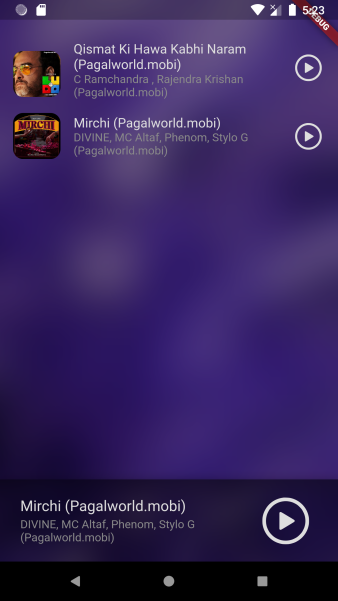 5:23
DEBUG
Qismat Ki Hawa Kabhi Naram
(Pagalworld.mobi)
C Ramchandra , Rajendra Krishan
(Pagalworld.mobi)
MIRCHI
Mirchi (Pagalworld.mobi)
DIVINE, MC Altaf, Phenom, Stylo G
(Pagalworld.mobi)
Mirchi (Pagalworld.mobi)
DIVINE, MC Altaf, Phenom, Stylo G
(Pagalworld.mobi)